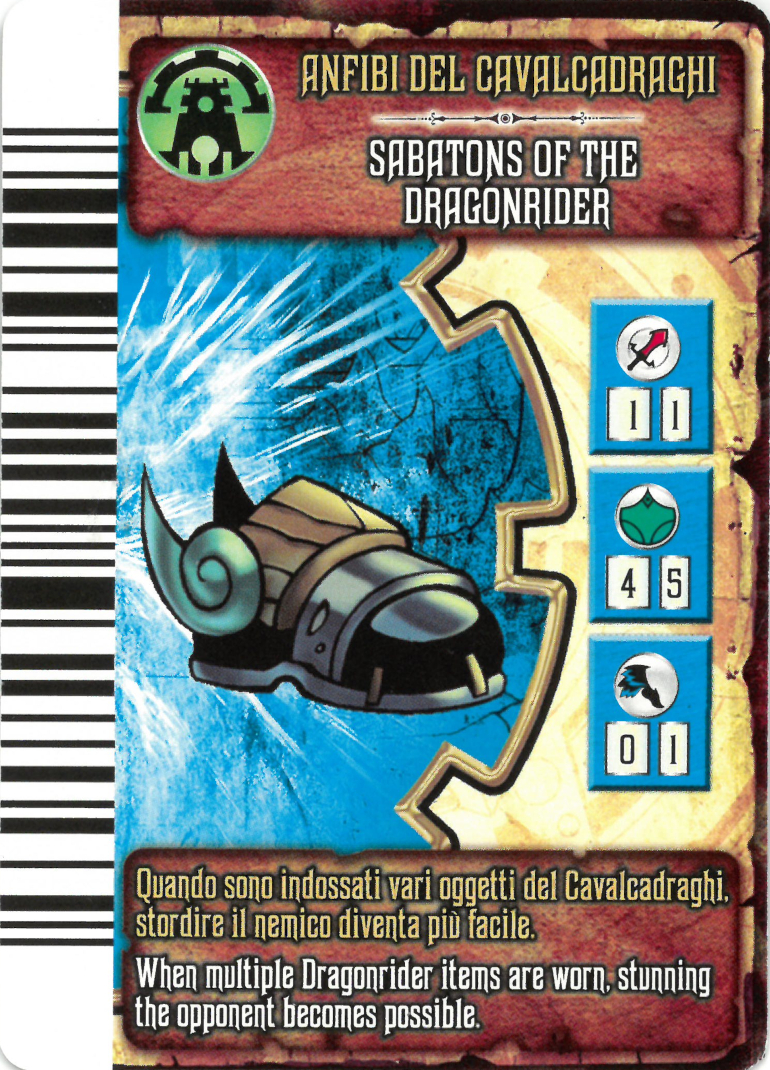 ANFIBI DEL CAVALCADRAGHI
SABATONS OF THE
DRAGONRIDER
1 1
4 5
0 1
Quando sono indossati vari oggetti del Cavalcadraghi,
stordire il nemico diventa più facile.
When multiple Dragonrider items are worn, stunning
the opponent becomes possible.